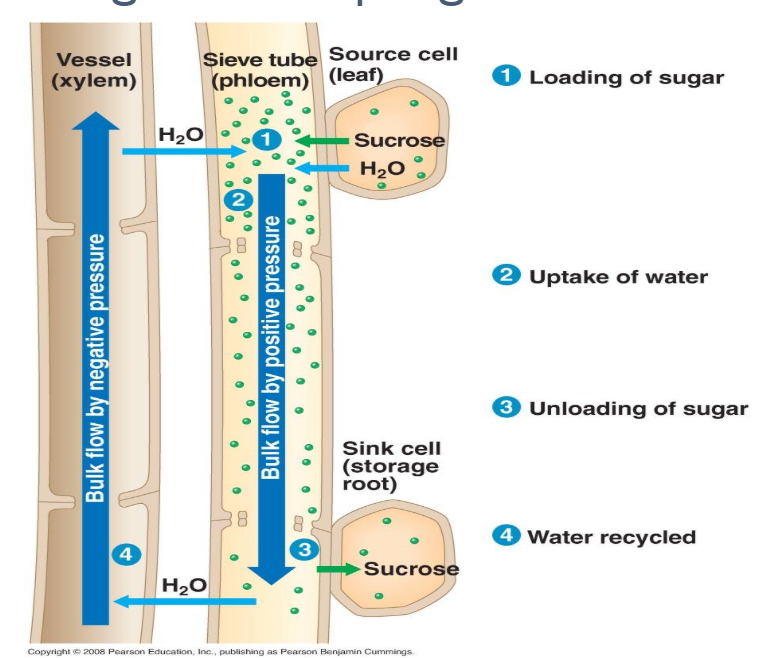 Vessel
(xylem)
Sieve tube
(phloem)
Source cell
(leaf)
1 Loading of sugar
H₂O
1
Sucrose
H₂O
2
2 Uptake of water
Bulk flow by negative pressure
Bulk flow by positive pressure
3 Unloading of sugar
Sink cell
(storage
root)
4 Water recycled
4
3
Sucrose
H₂O
Copyright © 2008 Pearson Education, Inc., publishing as Pearson Benjamin Cummings.